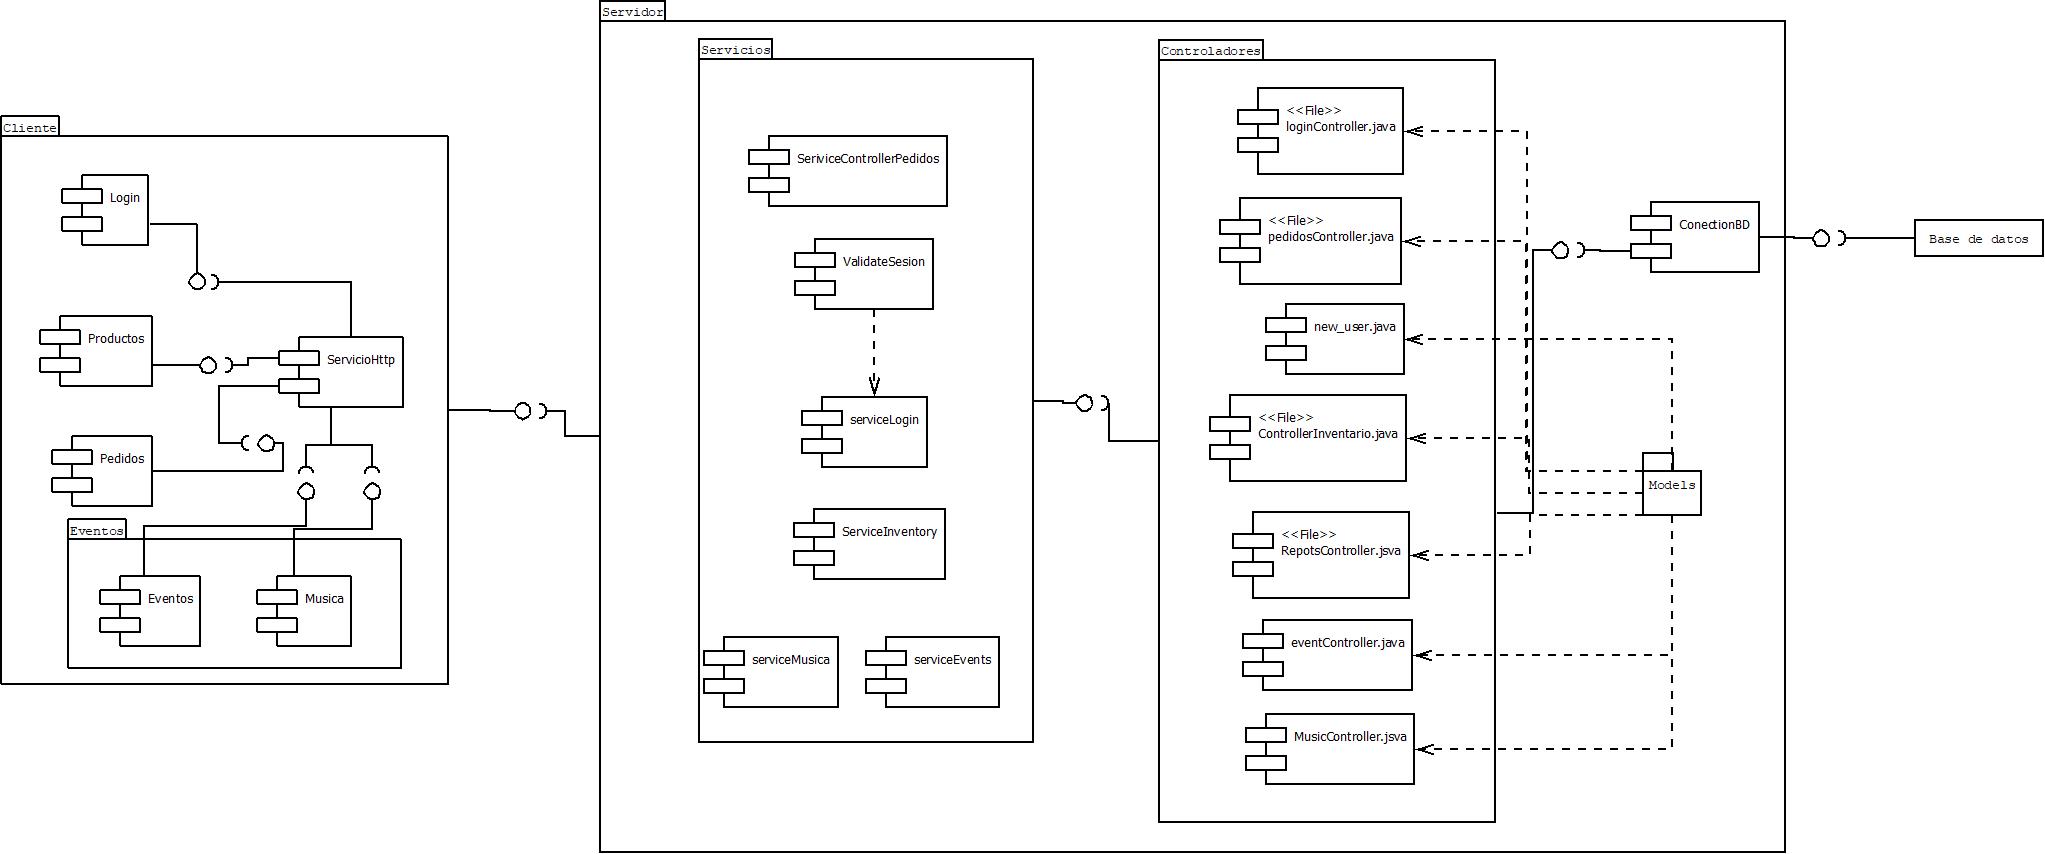 Servidor
Servicios
Controladores
Cliente
<<File>>
loginController.java
SeriviceControllerPedidos
Login
<<File>>
pedidosController.java
ConectionBD
Base de datos
ValidateSesion
new_user.java
Productos
ServicioHttp
<<File>>
ControllerInventario.java
serviceLogin
Pedidos
Models
Eventos
ServiceInventory
<<File>>
RepotsController.jsva
Eventos
Musica
eventController.java
serviceMusica
serviceEvents
MusicController.jsva